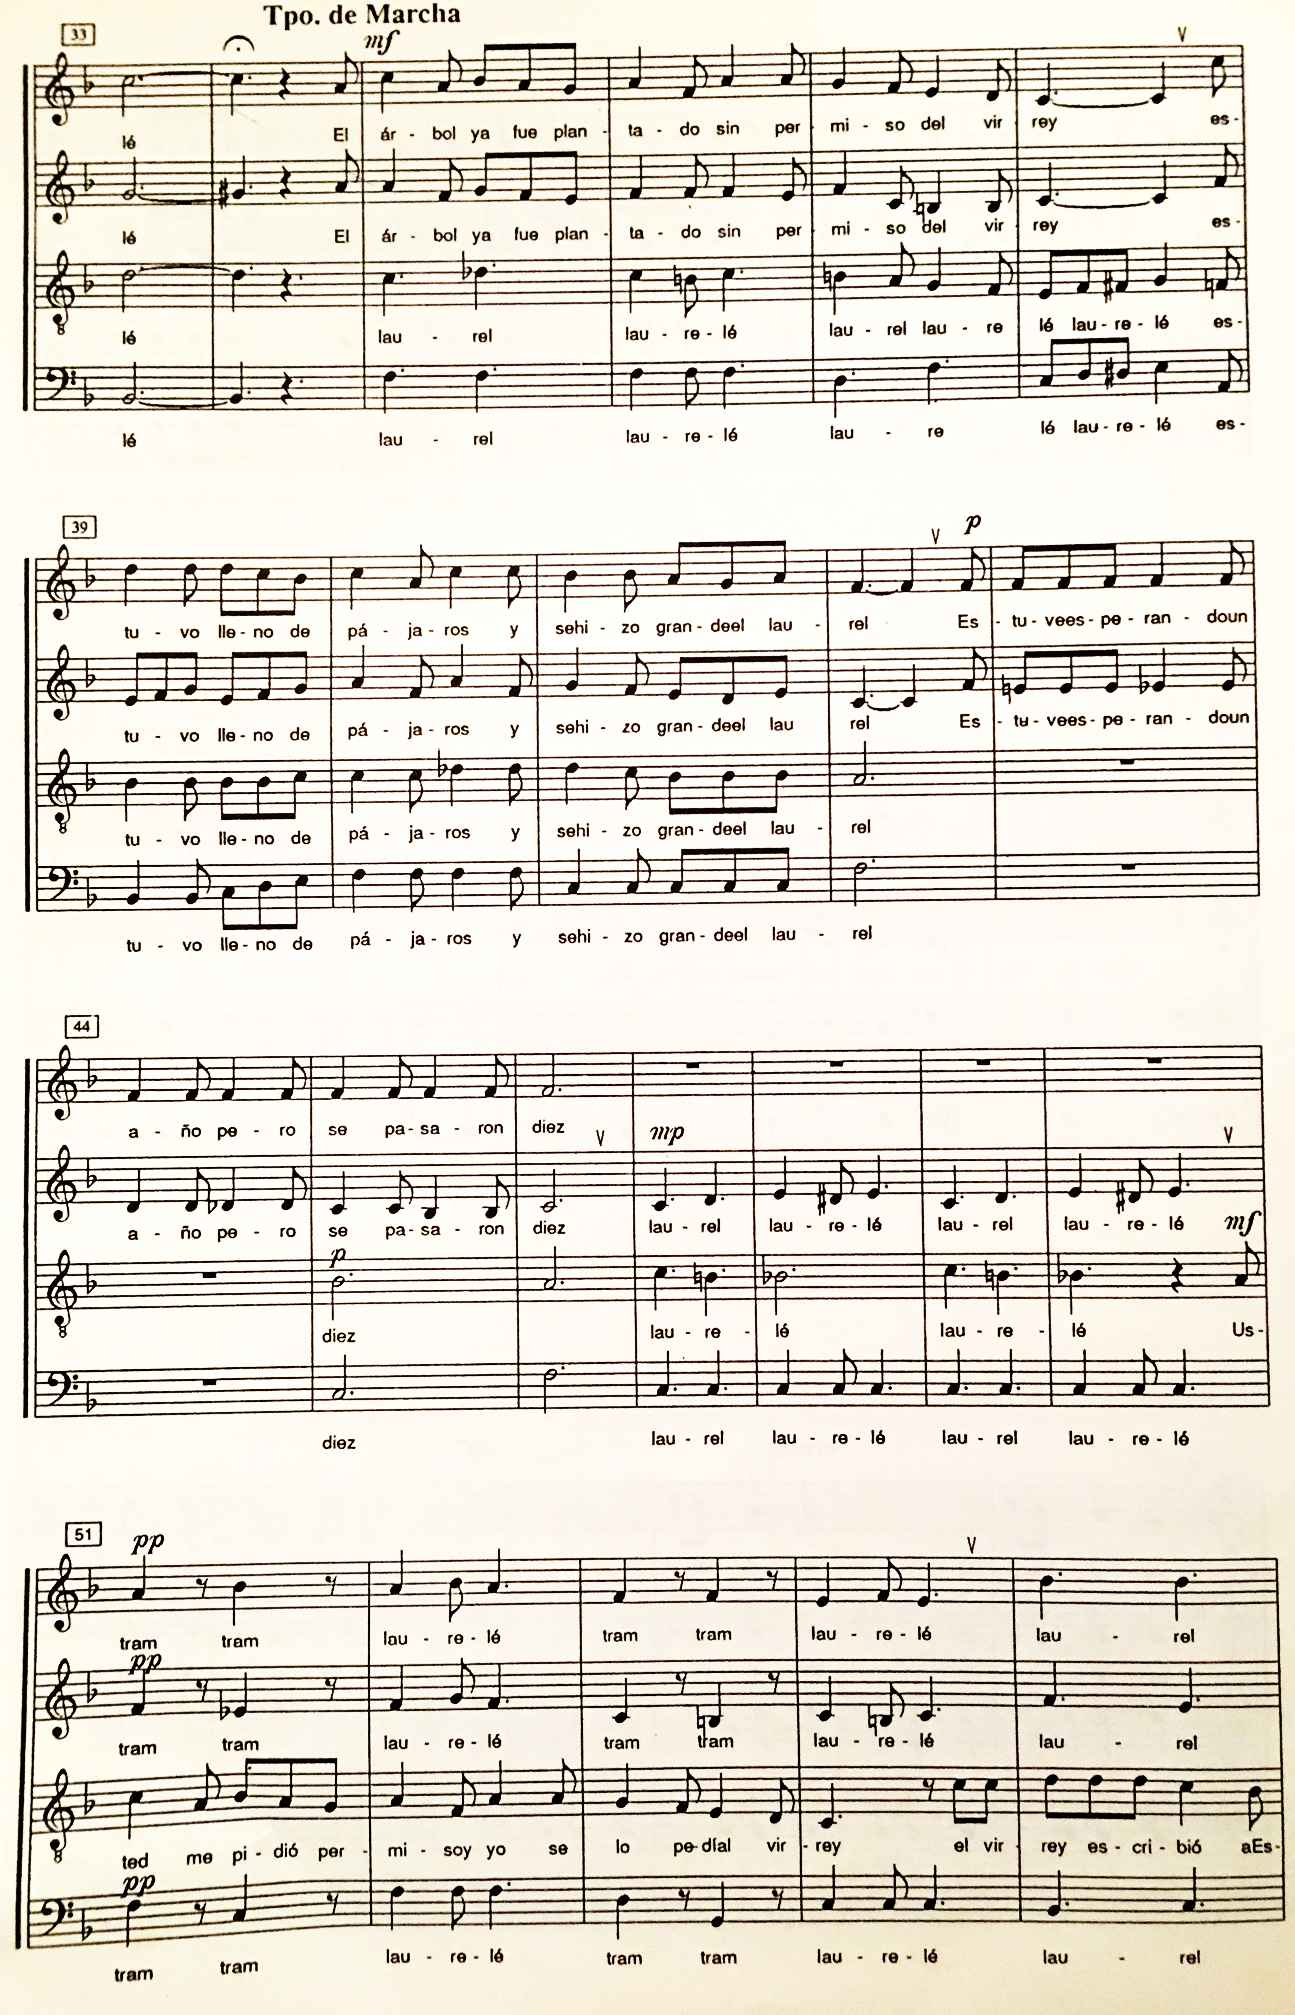 Tpo. de Marcha
33
mf
lé El ár - bol ya fue plan - ta - do sin per mi - so del vir rey es -
lé El ár - bol ya fue plan - ta - do sin per mi - so del vir rey es -
lé lau - rel lau - re - lé lau - rel lau - re lé lau - re - lé es -
lé lau - rel lau - re - lé lau - re lé lau - re - lé es -
39
p
tu - vo lle - no de pá - ja - ros y sehi - zo gran - deel lau - rel Es - tu - vees - pe - ran - doun
tu - vo lle - no de pá - ja - ros y sehi - zo gran - deel lau rel Es - tu - vees - pe - ran - doun
tu - vo lle - no de pá - ja - ros y sehi - zo gran - deel lau - rel
tu - vo lle - no de pá - ja - ros y sehi - zo gran - deel lau - rel
44
a - ño pe - ro se pa - sa - ron diez
mp
a - ño pe - ro se pa - sa - ron diez lau - rel lau - re - lé lau - rel lau - re - lé
p mf
diez lau - re - lé lau - re - lé Us -
diez lau - rel lau - re - lé lau - rel lau - re - lé
51
pp
tram tram lau - re - lé tram tram lau - re - lé lau - rel
pp
tram tram lau - re - lé tram tram lau - re - lé lau - rel
ted me pi - dió per - mi - soy yo se lo pe - díal vir - rey el vir - rey es - cri - bió aEs -
pp
tram tram lau - re - lé tram tram lau - re - lé lau - rel